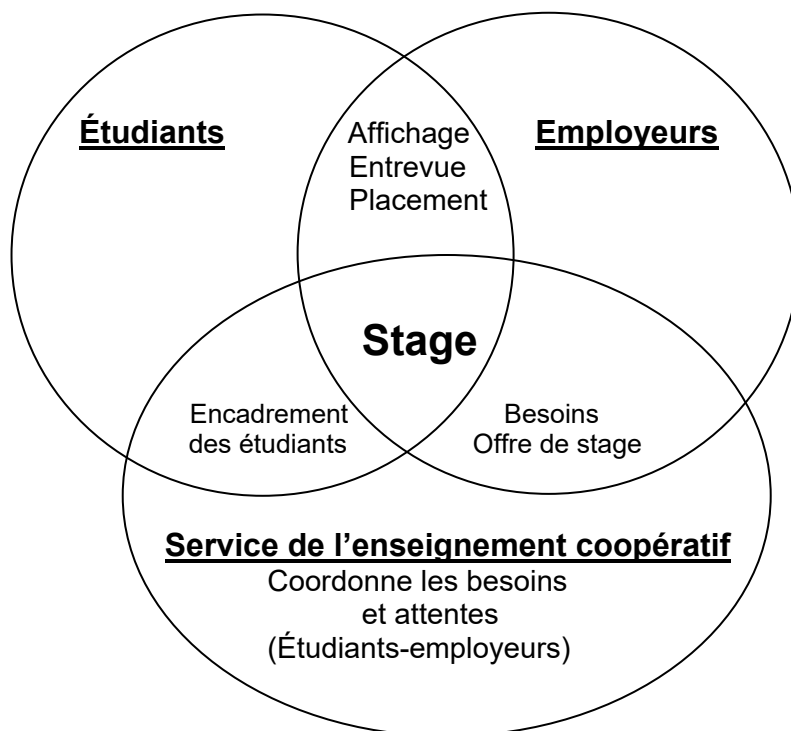 Étudiants
Affichage
Entrevue
Placement
Employeurs
Stage
Encadrement
des étudiants
Besoins
Offre de stage
Service de l’enseignement coopératif
Coordonne les besoins
et attentes
(Étudiants-employeurs)